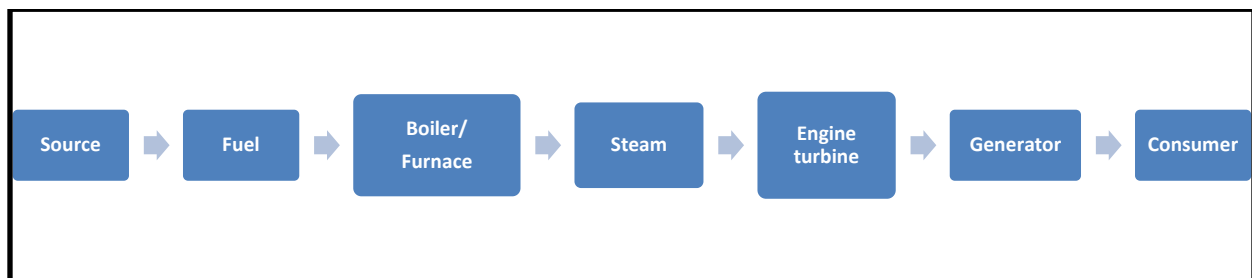 Source
Fuel
Boiler/
Furnace
Steam
Engine
turbine
Generator
Consumer